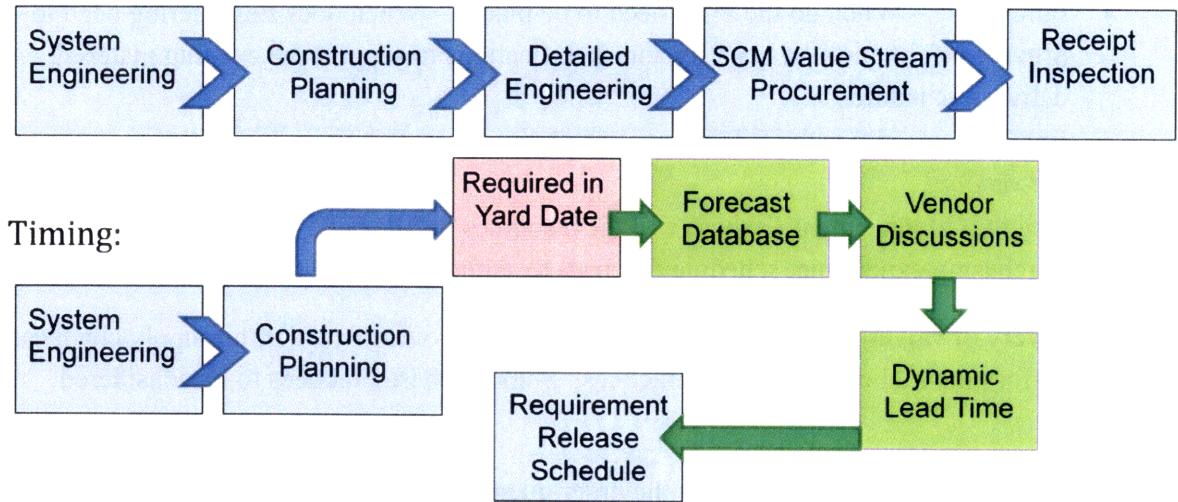 System
Engineering
Construction
Planning
Detailed
Engineering
SCM Value Stream
Procurement
Receipt
Inspection
Timing:
Required in
Yard Date
Forecast
Database
Vendor
Discussions
System
Engineering
Construction
Planning
Dynamic
Lead Time
Requirement
Release
Schedule